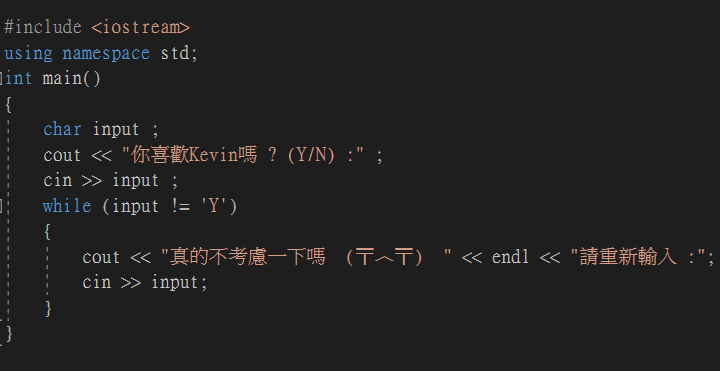 #include <iostream>
using namespace std;
int main()
{
char input ;
cout << "你喜歡Kevin嗎 ? (Y/N) :" ;
cin >> input ;
while (input != 'Y')
{
cout << "真的不考慮一下嗎  (╥︿╥)  " << endl << "請重新輸入 :";
cin >> input;
}
}